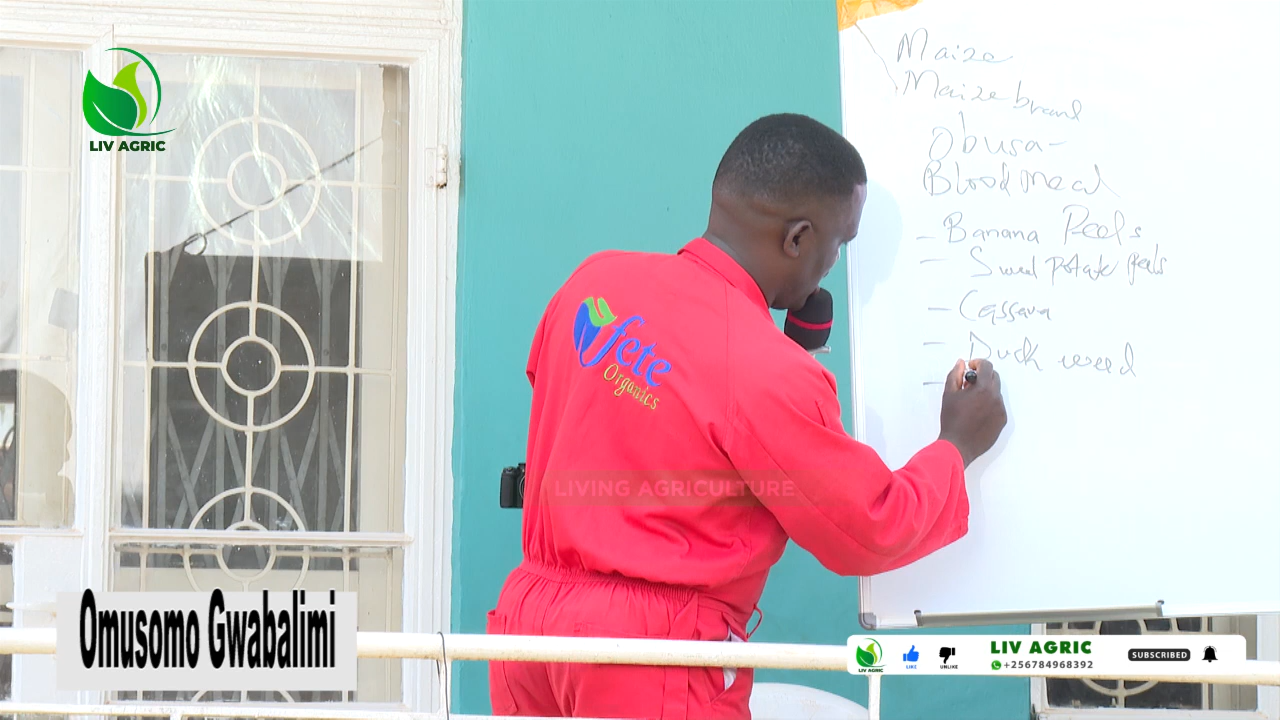 LIV AGRIC
Maize
Maize brand
Obusa-
Blood meal
- Banana Peels
- Sweet potato peels
- Cassava
- Duck weed
-
fete
Organics
LIVING AGRICULTURE
Omusomo Gwabalimi
LIV AGRIC
LIKE
UNLIKE
LIV AGRIC
+256784968392
SUBSCRIBED